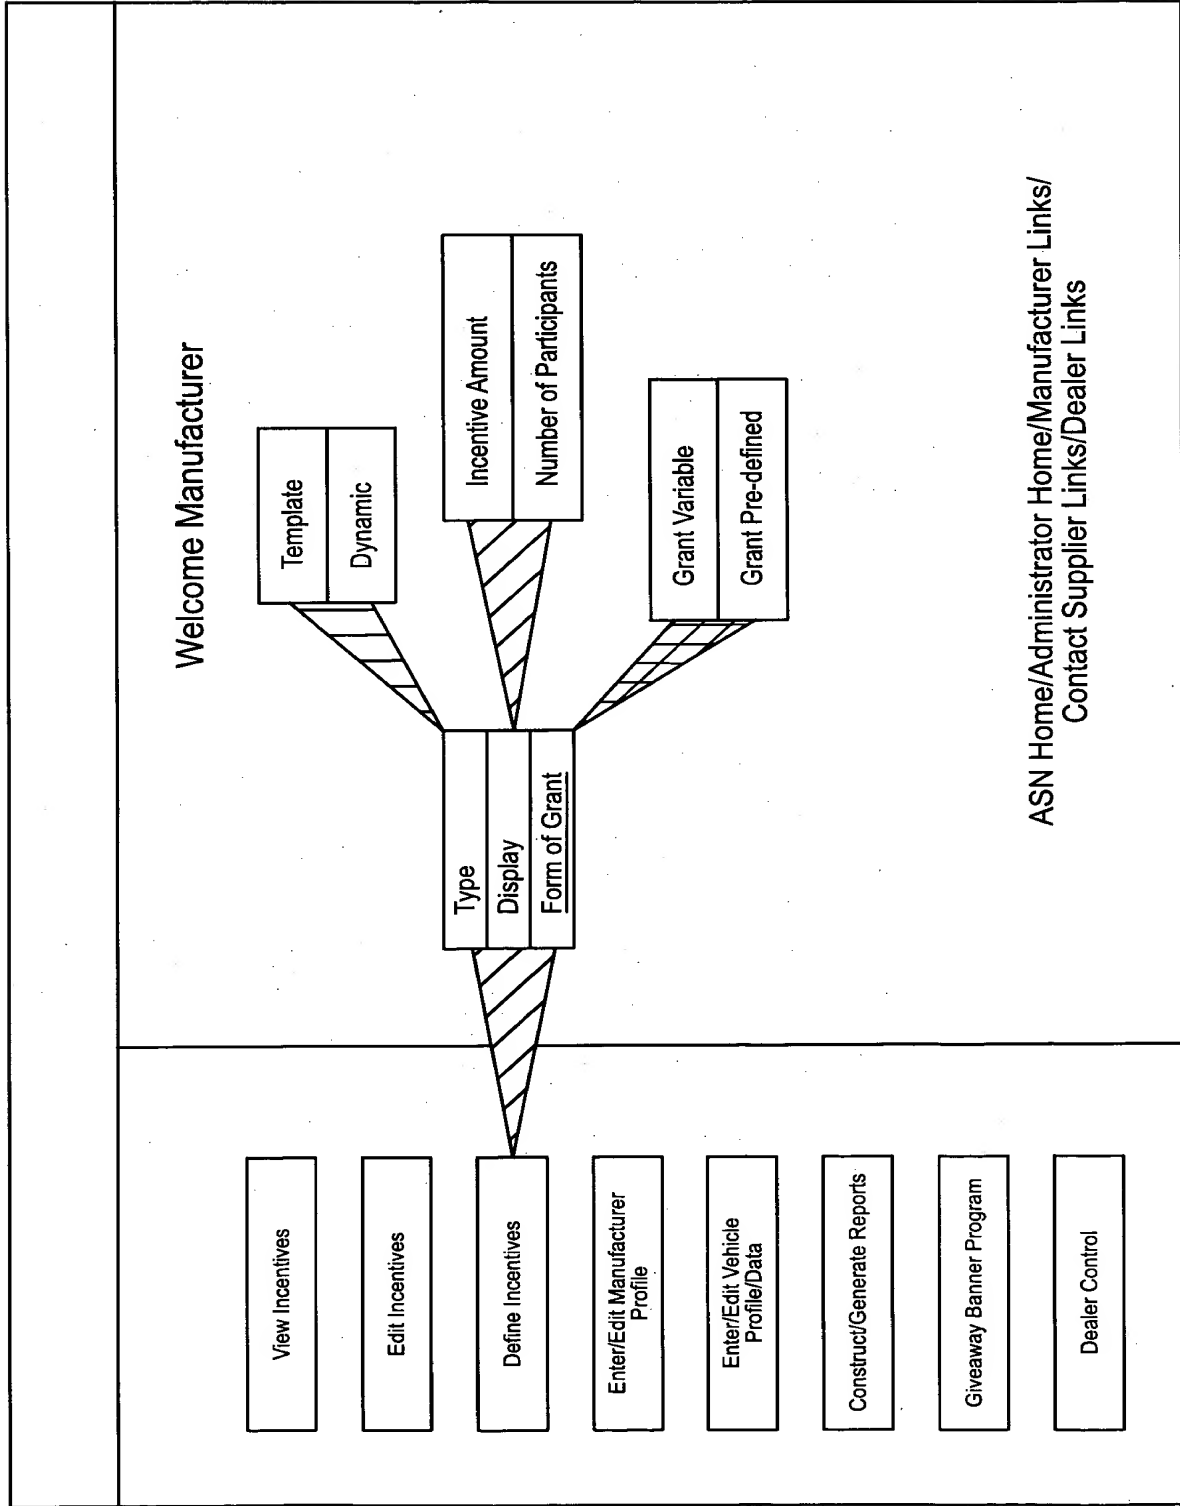 Welcome Manufacturer
View Incentives
Edit Incentives
Define Incentives
Enter/Edit Manufacturer
Profile
Enter/Edit Vehicle
Profile/Data
Construct/Generate Reports
Giveaway Banner Program
Dealer Control
Type
Display
Form of Grant
Template
Dynamic
Incentive Amount
Number of Participants
Grant Variable
Grant Pre-defined
ASN Home/Administrator Home/Manufacturer Links/
Contact Supplier Links/Dealer Links